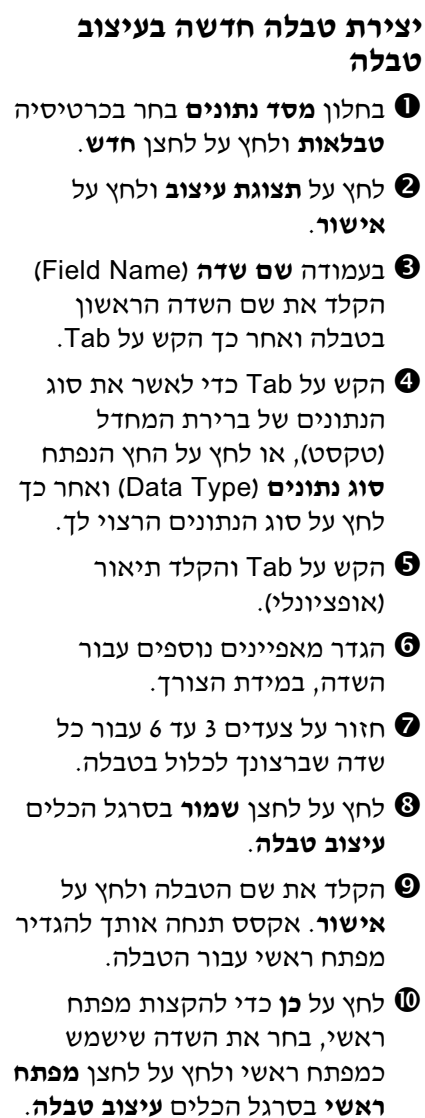 יצירת טבלה חדשה בעיצוב
טבלה
❶ בחלון מסד נתונים בחר בכרטיסיה
טבלאות ולחץ על לחצן חדש.
❷ לחץ על תצוגת עיצוב ולחץ על
אישור.
❸ בעמודה שם שדה (Field Name)
הקלד את שם השדה הראשון
בטבלה ואחר כך הקש על Tab.
❹ הקש על Tab כדי לאשר את סוג
הנתונים של ברירת המחדל
(טקסט), או לחץ על החץ הנפתח
סוג נתונים (Data Type) ואחר כך
לחץ על סוג הנתונים הרצוי לך.
❺ הקש על Tab והקלד תיאור
(אופציונלי).
❻ הגדר מאפיינים נוספים עבור
השדה, במידת הצורך.
❼ חזור על צעדים 3 עד 6 עבור כל
שדה שברצונך לכלול בטבלה.
❽ לחץ על לחצן שמור בסרגל הכלים
עיצוב טבלה.
❾ הקלד את שם הטבלה ולחץ על
אישור. אקסס תנחה אותך להגדיר
מפתח ראשי עבור הטבלה.
❿ לחץ על כן כדי להקצות מפתח
ראשי, בחר את השדה שישמש
כמפתח ראשי ולחץ על לחצן מפתח
ראשי בסרגל הכלים עיצוב טבלה.